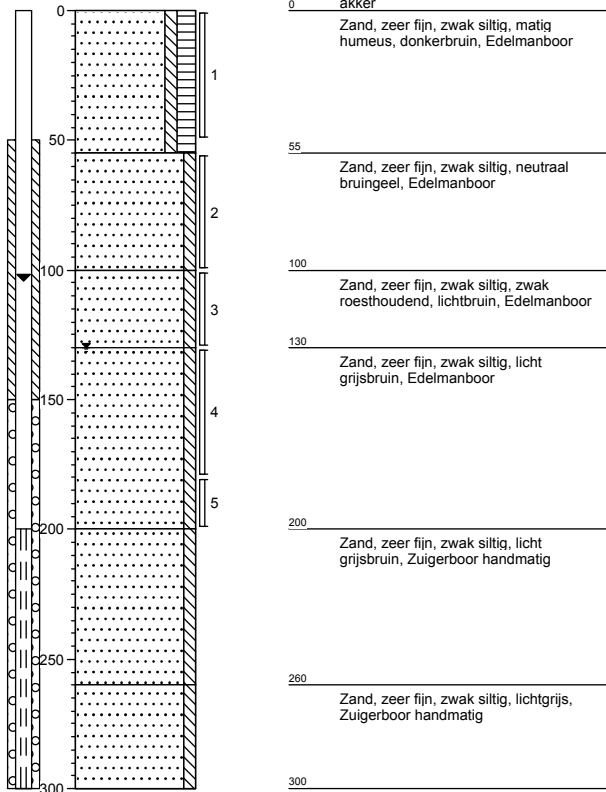 0
50
100
150
200
250
300
1
2
3
4
5
0
akker
Zand, zeer fijn, zwak siltig, matig
humeus, donkerbruin, Edelmanboor
55
Zand, zeer fijn, zwak siltig, neutraal
bruingeel, Edelmanboor
100
Zand, zeer fijn, zwak siltig, zwak
roesthoudend, lichtbruin, Edelmanboor
130
Zand, zeer fijn, zwak siltig, licht
grijsbruin, Edelmanboor
200
Zand, zeer fijn, zwak siltig, licht
grijsbruin, Zuigerboor handmatig
260
Zand, zeer fijn, zwak siltig, lichtgrijs,
Zuigerboor handmatig
300